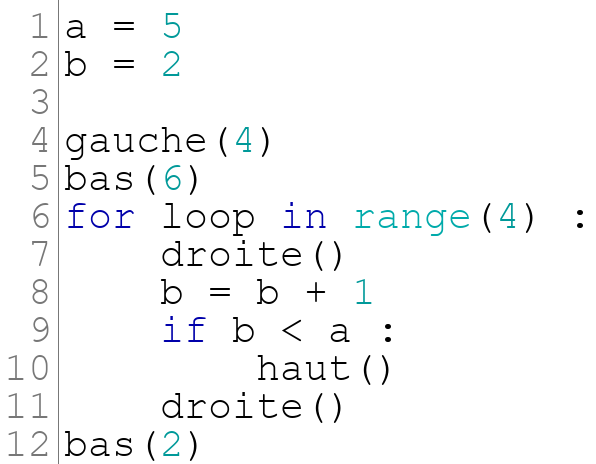 1 a = 5
2 b = 2
3
4 gauche(4)
5 bas(6)
6 for loop in range(4) :
7     droite()
8     b = b + 1
9     if b < a :
10         haut()
11     droite()
12 bas(2)